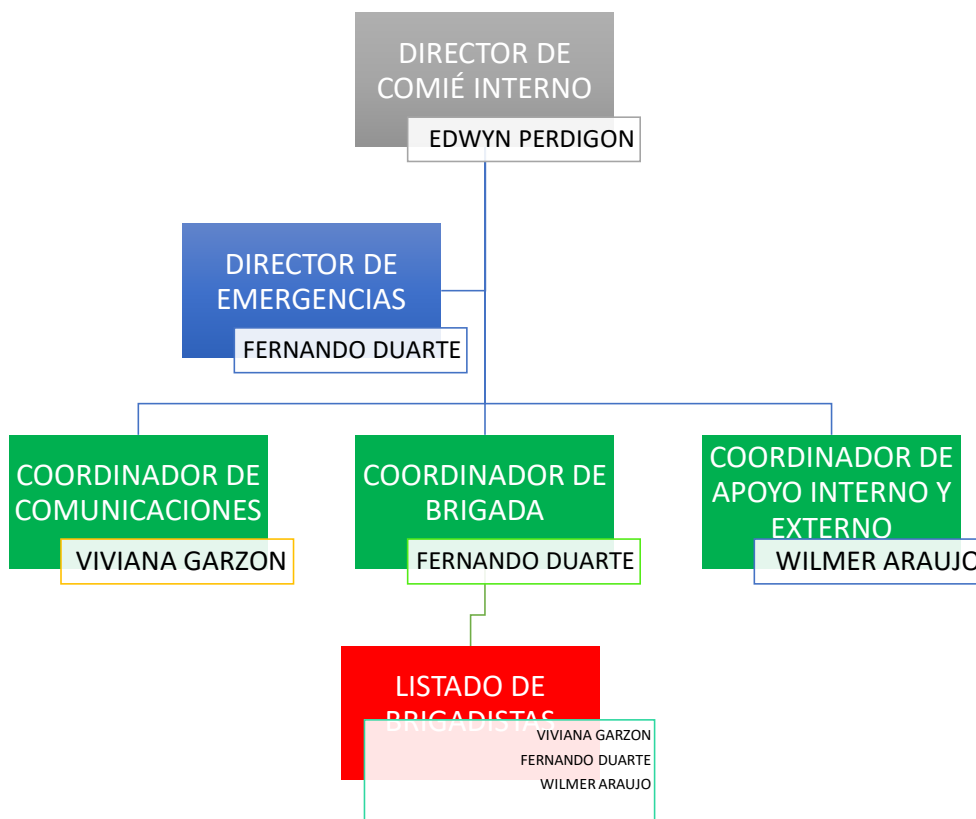 DIRECTOR DE
COMIÉ INTERNO
EDWYN PERDIGON
DIRECTOR DE
EMERGENCIAS
FERNANDO DUARTE
COORDINADOR DE
COMUNICACIONES
VIVIANA GARZON
COORDINADOR DE
BRIGADA
FERNANDO DUARTE
COORDINADOR DE
APOYO INTERNO Y
EXTERNO
WILMER ARAUJO
LISTADO DE
BRIGADISTAS
VIVIANA GARZON
FERNANDO DUARTE
WILMER ARAUJO